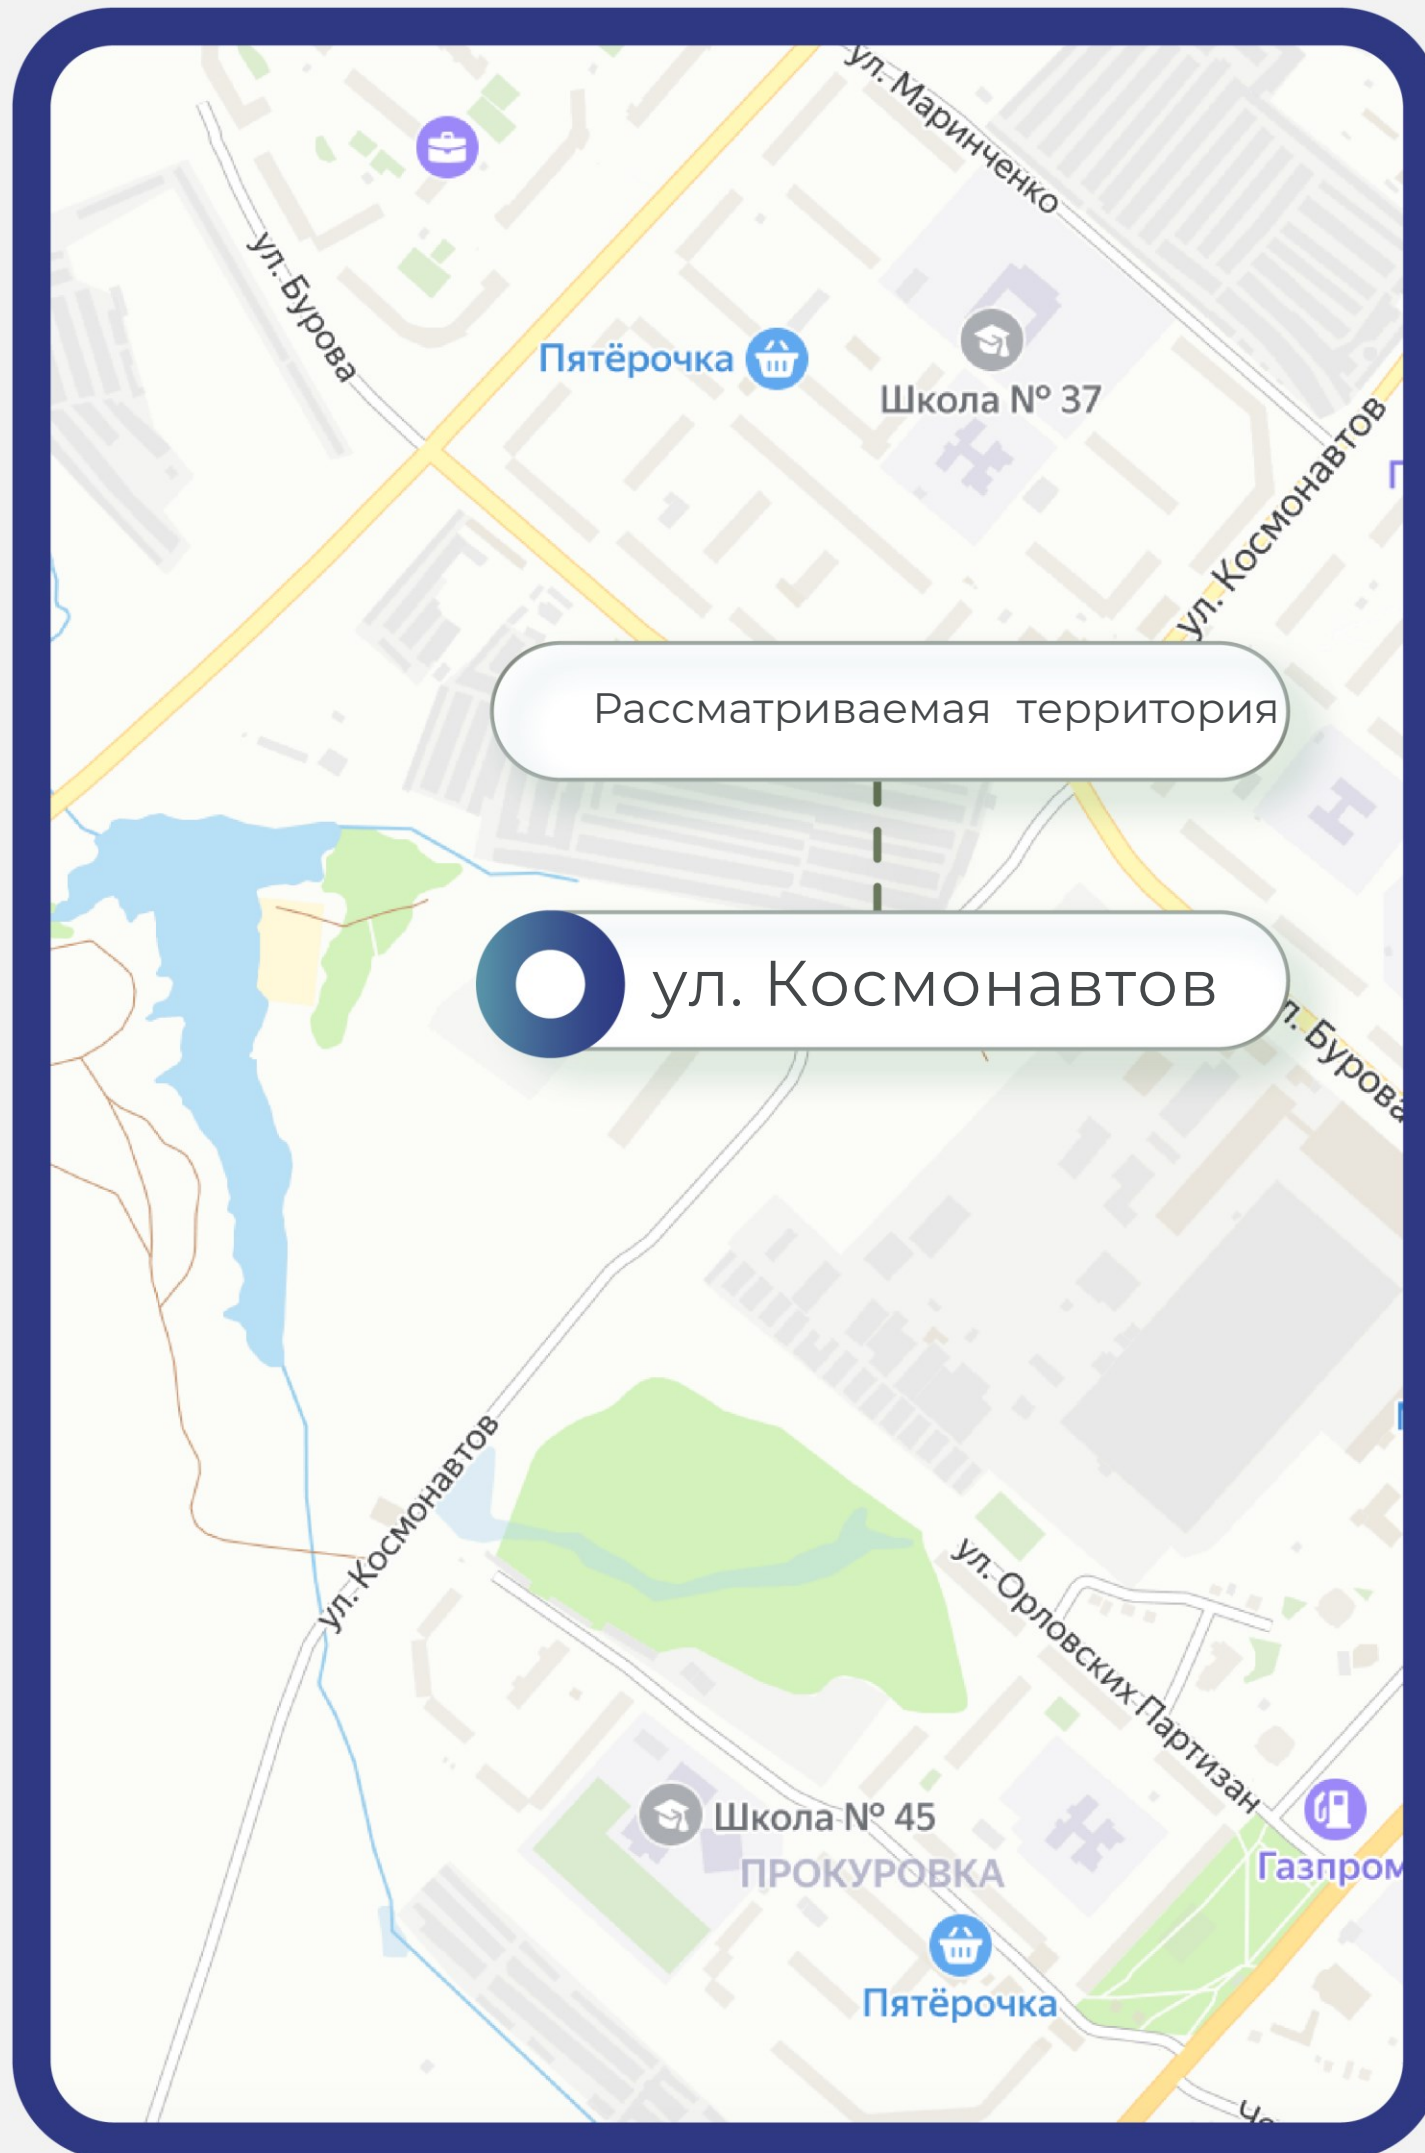 ул. Маринченко
ул. Бурова
Пятёрочка
Школа № 37
ул. Космонавтов
Рассматриваемая территория
ул. Космонавтов
ул. Бурова
ул. Космонавтов
ул. Орловских Партизан
Школа № 45
ПРОКУРОВКА
Газпром
Пятёрочка